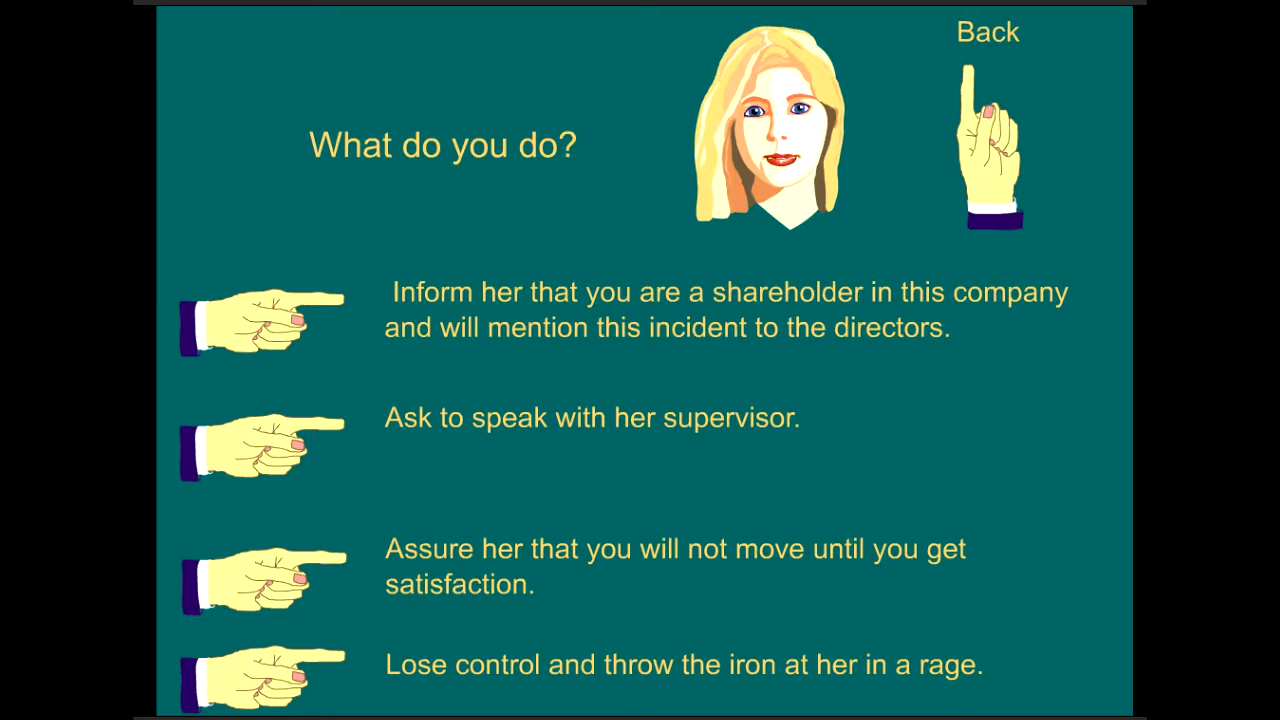 Back
What do you do?
Inform her that you are a shareholder in this company
and will mention this incident to the directors.
Ask to speak with her supervisor.
Assure her that you will not move until you get
satisfaction.
Lose control and throw the iron at her in a rage.